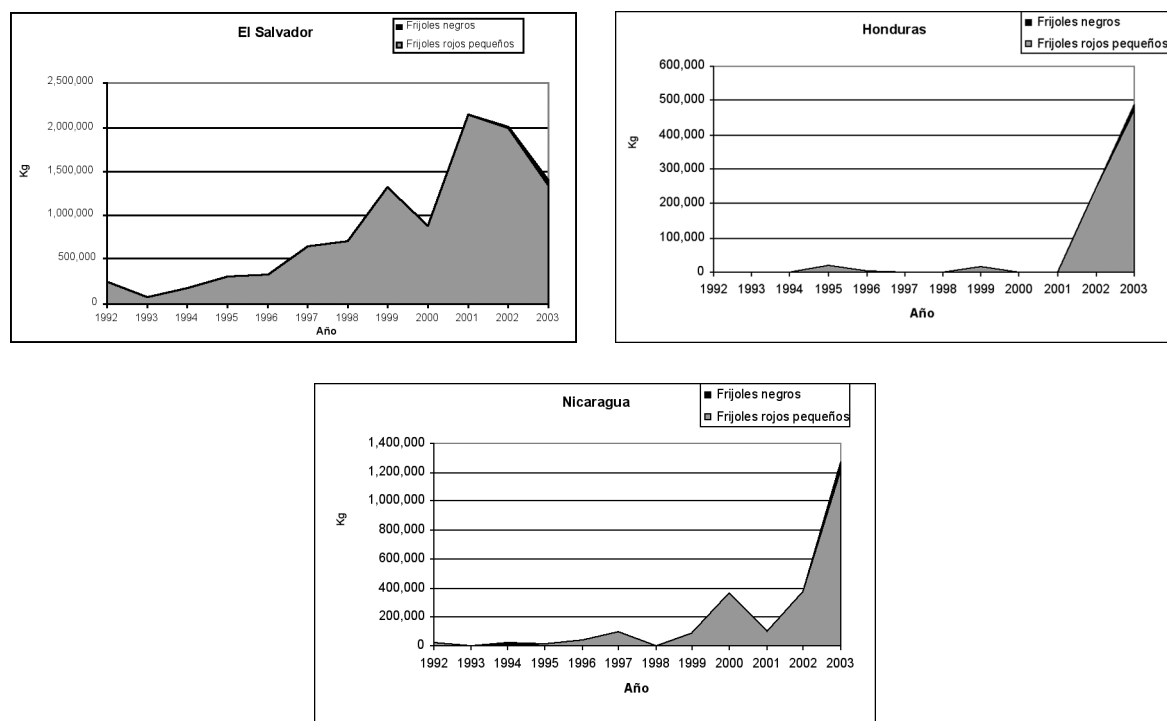 El Salvador
Frijoles negros
Frijoles rojos pequeños
2,500,000
2,000,000
1,500,000
1,000,000
500,000
0
Kg
1992 1993 1994 1995 1996 1997 1998 1999 2000 2001 2002 2003
Año
Honduras
Frijoles negros
Frijoles rojos pequeños
600,000
500,000
400,000
300,000
200,000
100,000
0
Kg
1992 1993 1994 1995 1996 1997 1998 1999 2000 2001 2002 2003
Año
Nicaragua
Frijoles negros
Frijoles rojos pequeños
1,400,000
1,200,000
1,000,000
800,000
600,000
400,000
200,000
0
Kg
1992 1993 1994 1995 1996 1997 1998 1999 2000 2001 2002 2003
Año